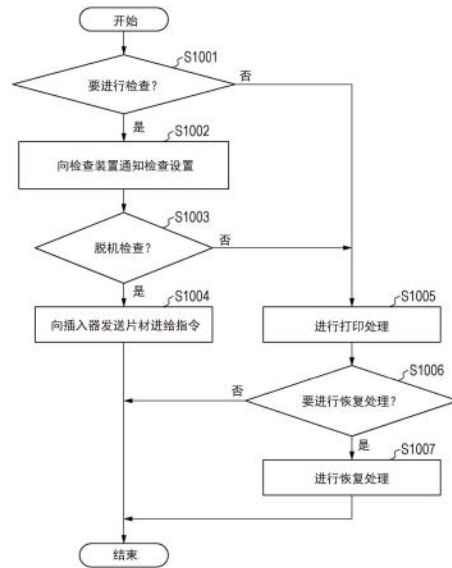 开始
S1001
要进行检查?
否
是
S1002
向检查装置通知检查设置
S1003
脱机检查?
否
是
S1004
向插入器发送片材进给指令
S1005
进行打印处理
S1006
要进行恢复处理?
否
是
S1007
进行恢复处理
结束